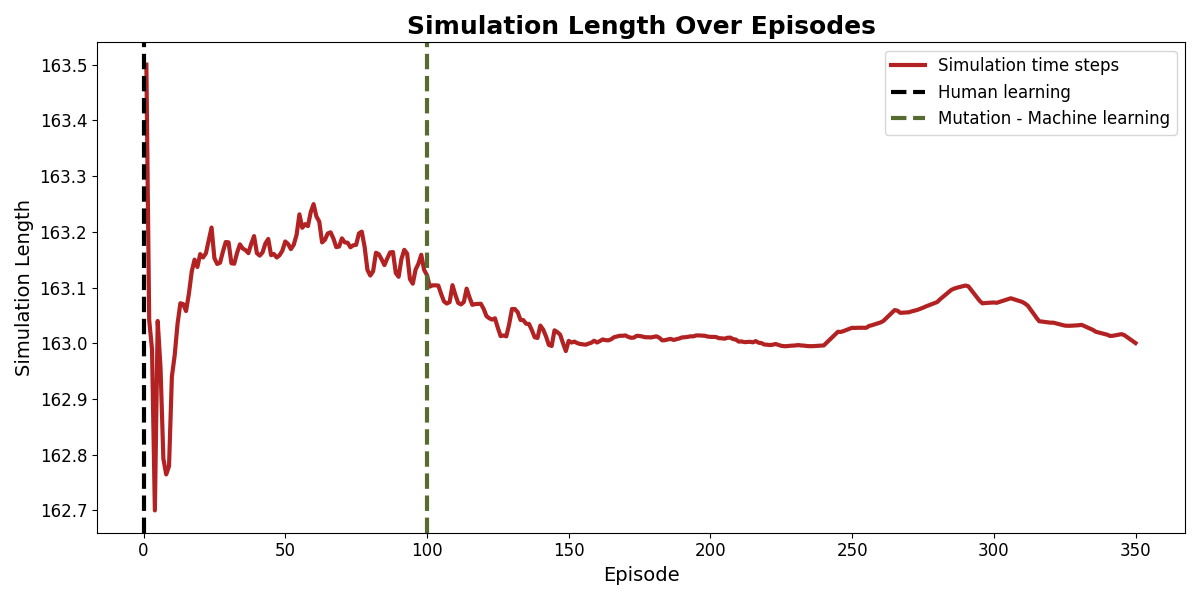 Simulation Length Over Episodes
163.5
163.4
163.3
163.2
163.1
163.0
162.9
162.8
162.7
Simulation Length
Simulation time steps
Human learning
Mutation - Machine learning
0 50 100 150 200 250 300 350
Episode